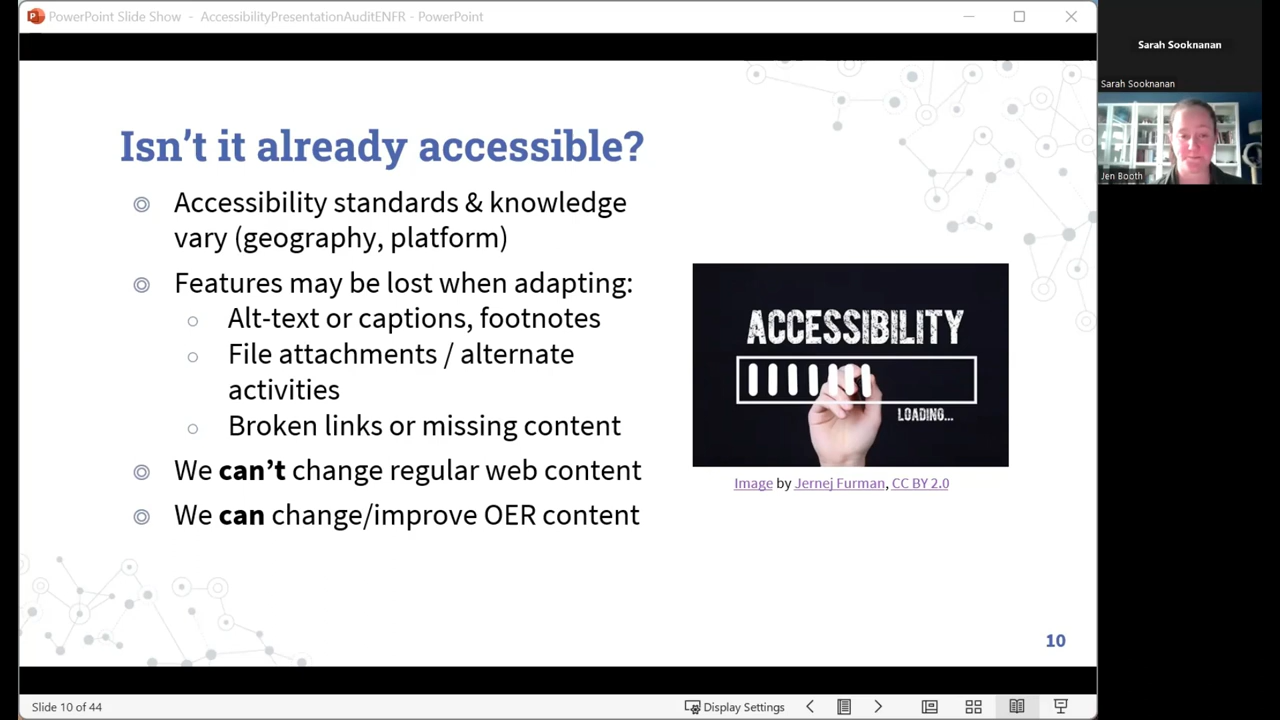 PowerPoint Slide Show - AccessibilityPresentationAuditENFR - PowerPoint
Sarah Sooknanan
Sarah Sooknanan
Jen Booth
Isn't it already accessible?
Accessibility standards & knowledge
vary (geography, platform)
Features may be lost when adapting:
Alt-text or captions, footnotes
File attachments / alternate
activities
Broken links or missing content
We can't change regular web content
We can change/improve OER content
ACCESSIBILITY
LOADING...
Image by Jernej Furman, CC BY 2.0
10
Slide 10 of 44
Display Settings